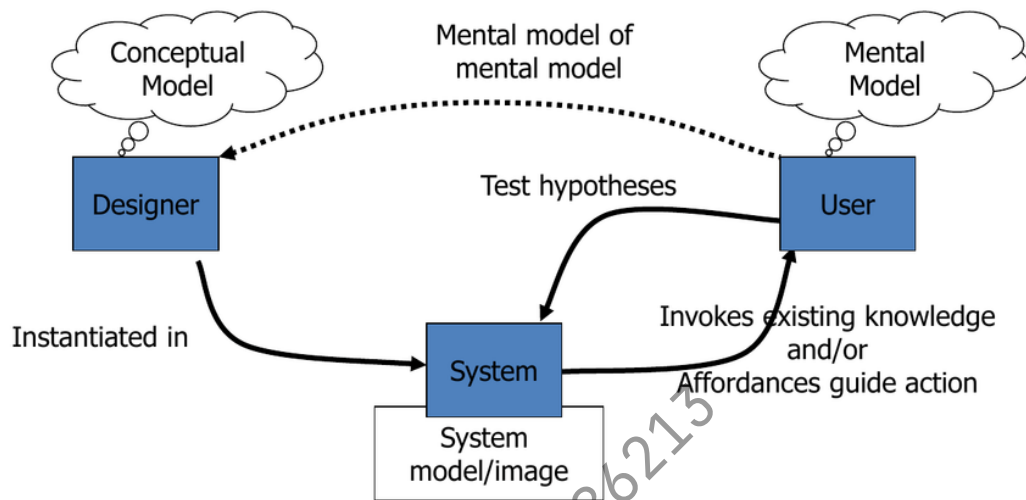 Conceptual
Model
Mental model of
mental model
Mental
Model
Designer
Test hypotheses
User
Instantiated in
Invokes existing knowledge
and/or
Affordances guide action
System
System
model/image